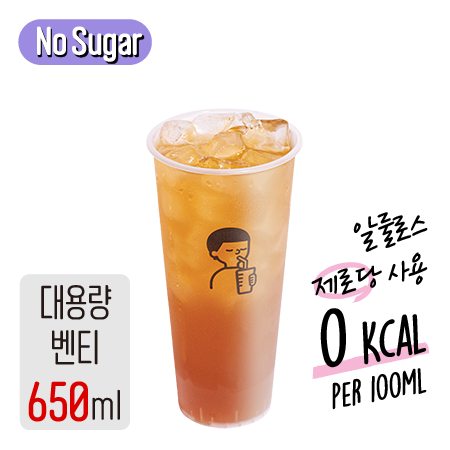 No Sugar
알룰로스
제로당 사용
0 KCAL
PER 100ML
대용량
벤티
650ml